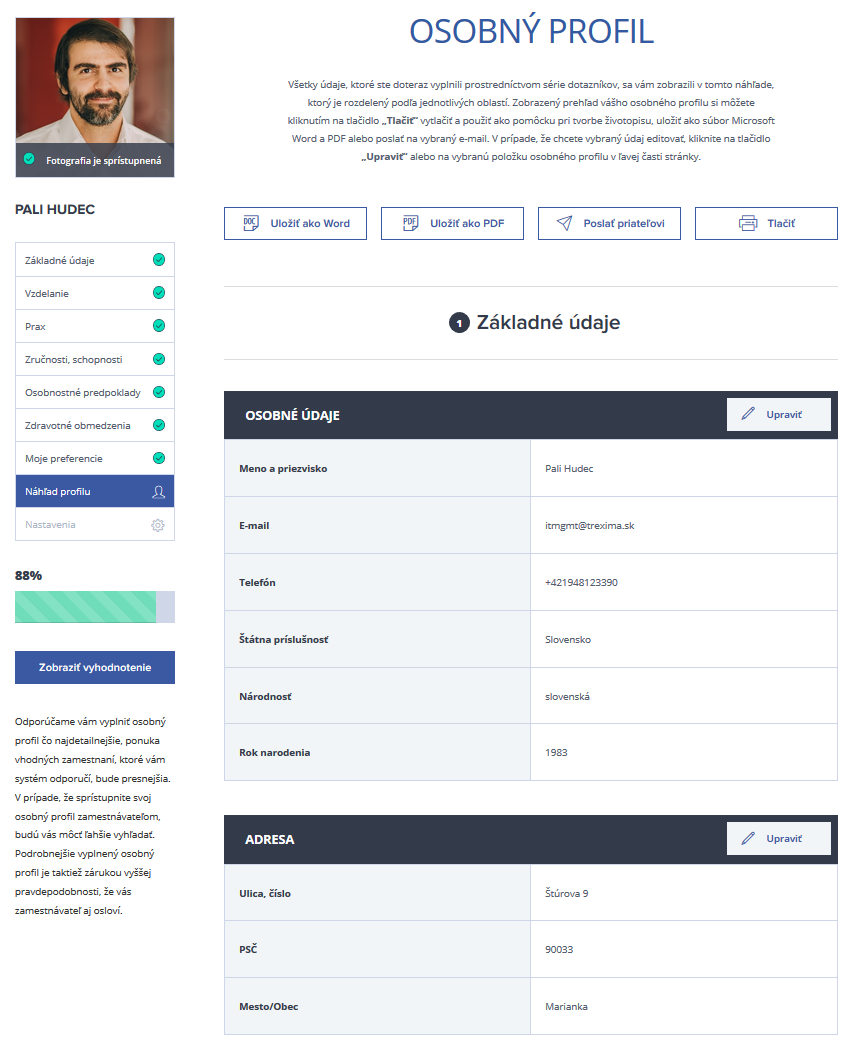 Fotografia je sprístupnená
PALI HUDEC
Základné údaje
Vzdelanie
Prax
Zručnosti, schopnosti
Osobnostné predpoklady
Zdravotné obmedzenia
Moje preferencie
Náhľad profilu
Nastavenia
88%
Zobraziť vyhodnotenie
Odporúčame vám vyplniť osobný
profil čo najdetailnejšie, ponuka
vhodných zamestnaní, ktoré vám
systém odporučí, bude presnejšia.
V prípade, že sprístupnite svoj
osobný profil zamestnávateľom,
budú vás môcť ľahšie vyhľadať.
Podrobnejšie vyplnený osobný
profil je taktiež zárukou vyššej
pravdepodobnosti, že vás
zamestnávateľ aj osloví.
OSOBNÝ PROFIL
Všetky údaje, ktoré ste doteraz vyplnili prostredníctvom série dotazníkov, sa vám zobrazili v tomto náhľade,
ktorý je rozdelený podľa jednotlivých oblastí. Zobrazený prehľad vášho osobného profilu si môžete
kliknutím na tlačidlo „Tlačiť“ vytlačiť a použiť ako pomôcku pri tvorbe životopisu, uložiť ako súbor Microsoft
Word a PDF alebo poslať na vybraný e-mail. V prípade, že chcete vybraný údaj editovať, kliknite na tlačidlo
„Upraviť“ alebo na vybranú položku osobného profilu v ľavej časti stránky.
DOC Uložiť ako Word
PDF Uložiť ako PDF
Poslať priateľovi
Tlačiť
1 Základné údaje
OSOBNÉ ÚDAJE Upraviť
Meno a priezvisko Pali Hudec
E-mail itmgmt@trexima.sk
Telefón +421948123390
Štátna príslušnosť Slovensko
Národnosť slovenská
Rok narodenia 1983
ADRESA Upraviť
Ulica, číslo Štúrova 9
PSČ 90033
Mesto/Obec Marianka